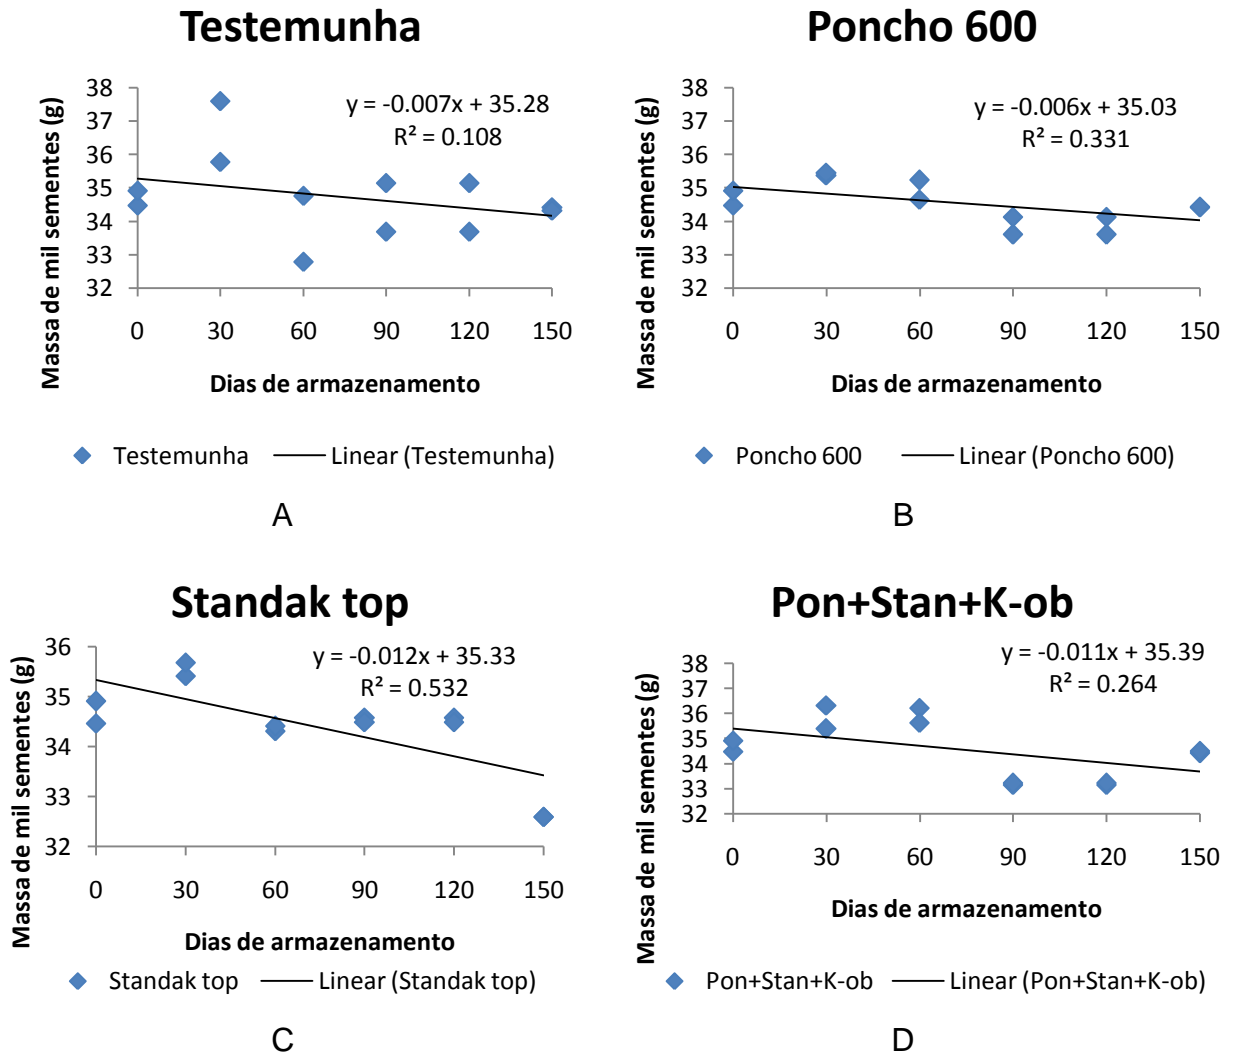 Testemunha
Massa de mil sementes (g)
38
37
36
35
34
33
32
y = -0.007x + 35.28
R² = 0.108
0 30 60 90 120 150
Dias de armazenamento
Testemunha Linear (Testemunha)
A
Poncho 600
Massa de mil sementes (g)
38
37
36
35
34
33
32
y = -0.006x + 35.03
R² = 0.331
0 30 60 90 120 150
Dias de armazenamento
Poncho 600 Linear (Poncho 600)
B
Standak top
Massa de mil sementes (g)
36
35
34
33
32
y = -0.012x + 35.33
R² = 0.532
0 30 60 90 120 150
Dias de armazenamento
Standak top Linear (Standak top)
C
Pon+Stan+K-ob
Massa de mil sementes (g)
38
37
36
35
34
33
32
y = -0.011x + 35.39
R² = 0.264
0 30 60 90 120 150
Dias de armazenamento
Pon+Stan+K-ob Linear (Pon+Stan+K-ob)
D